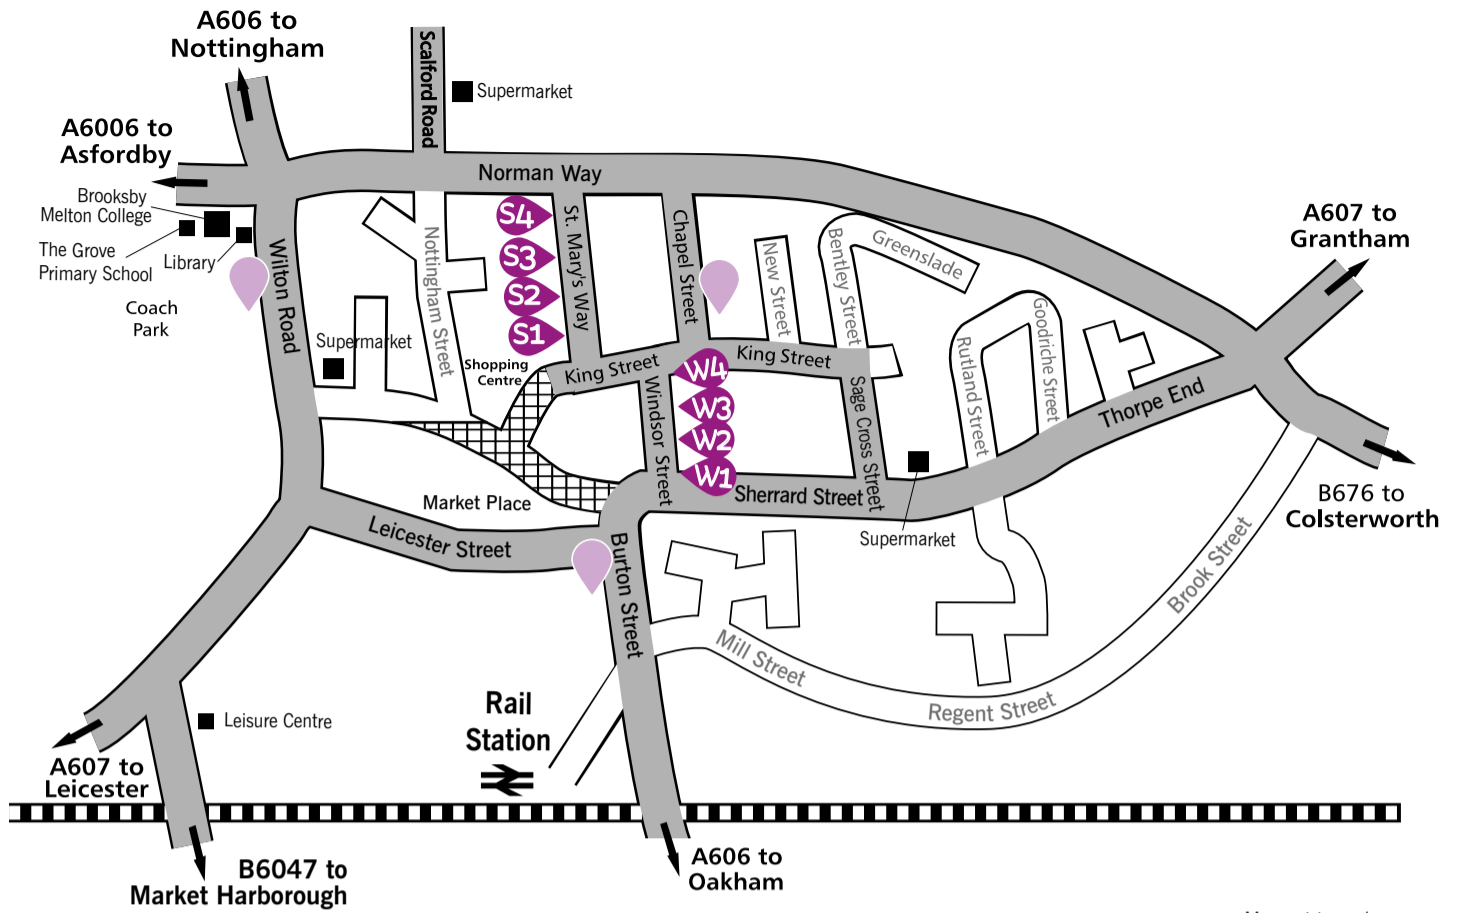 A606 to
Nottingham
Scalford Road
Supermarket
A6006 to
Asfordby
Norman Way
Brooksby
Melton College
The Grove
Primary School
Library
Coach
Park
Wilton Road
Nottingham Street
S4
S3
S2
S1
St. Mary's Way
Chapel Street
New Street
Bentley Street
Greenslade
A607 to
Grantham
Supermarket
Shopping
Centre
King Street
King Street
W4
W3
W2
W1
Windsor Street
Sage Cross Street
Rutland Street
Goodriche Street
Thorpe End
Market Place
Sherrard Street
Leicester Street
Supermarket
B676 to
Colsterworth
Burton Street
Mill Street
Regent Street
Brook Street
Rail
Station
Leisure Centre
A607 to
Leicester
B6047 to
Market Harborough
A606 to
Oakham